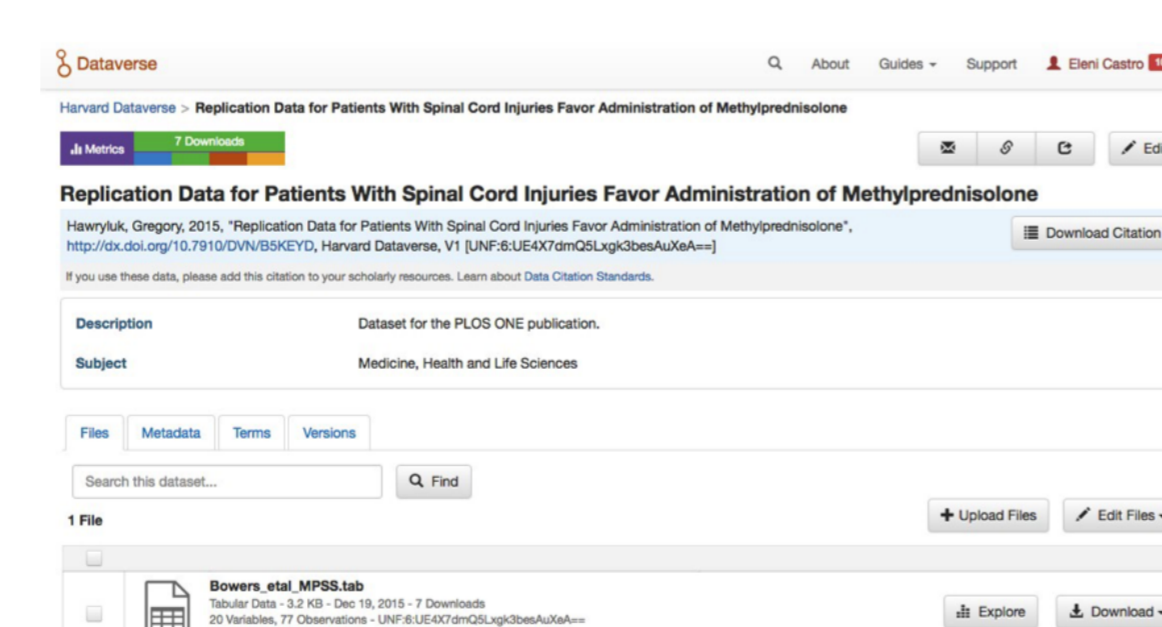 Dataverse
About
Guides
Support
Eleni Castro
Harvard Dataverse > Replication Data for Patients With Spinal Cord Injuries Favor Administration of Methylprednisolone
Metrics
7 Downloads
Replication Data for Patients With Spinal Cord Injuries Favor Administration of Methylprednisolone
Hawryluk, Gregory, 2015, "Replication Data for Patients With Spinal Cord Injuries Favor Administration of Methylprednisolone",
http://dx.doi.org/10.7910/DVN/B5KEYD, Harvard Dataverse, V1 [UNF:6:UE4X7dmQ5Lxgk3besAuXeA==]
Download Citation
If you use these data, please add this citation to your scholarly resources. Learn about Data Citation Standards.
Description
Dataset for the PLOS ONE publication.
Subject
Medicine, Health and Life Sciences
Files
Metadata
Terms
Versions
Search this dataset...
Find
1 File
+ Upload Files
Edit Files
Bowers_etal_MPSS.tab
Tabular Data - 3.2 KB - Dec 19, 2015 - 7 Downloads
20 Variables, 77 Observations - UNF:6:UE4X7dmQ5Lxgk3besAuXeA==
Explore
Download